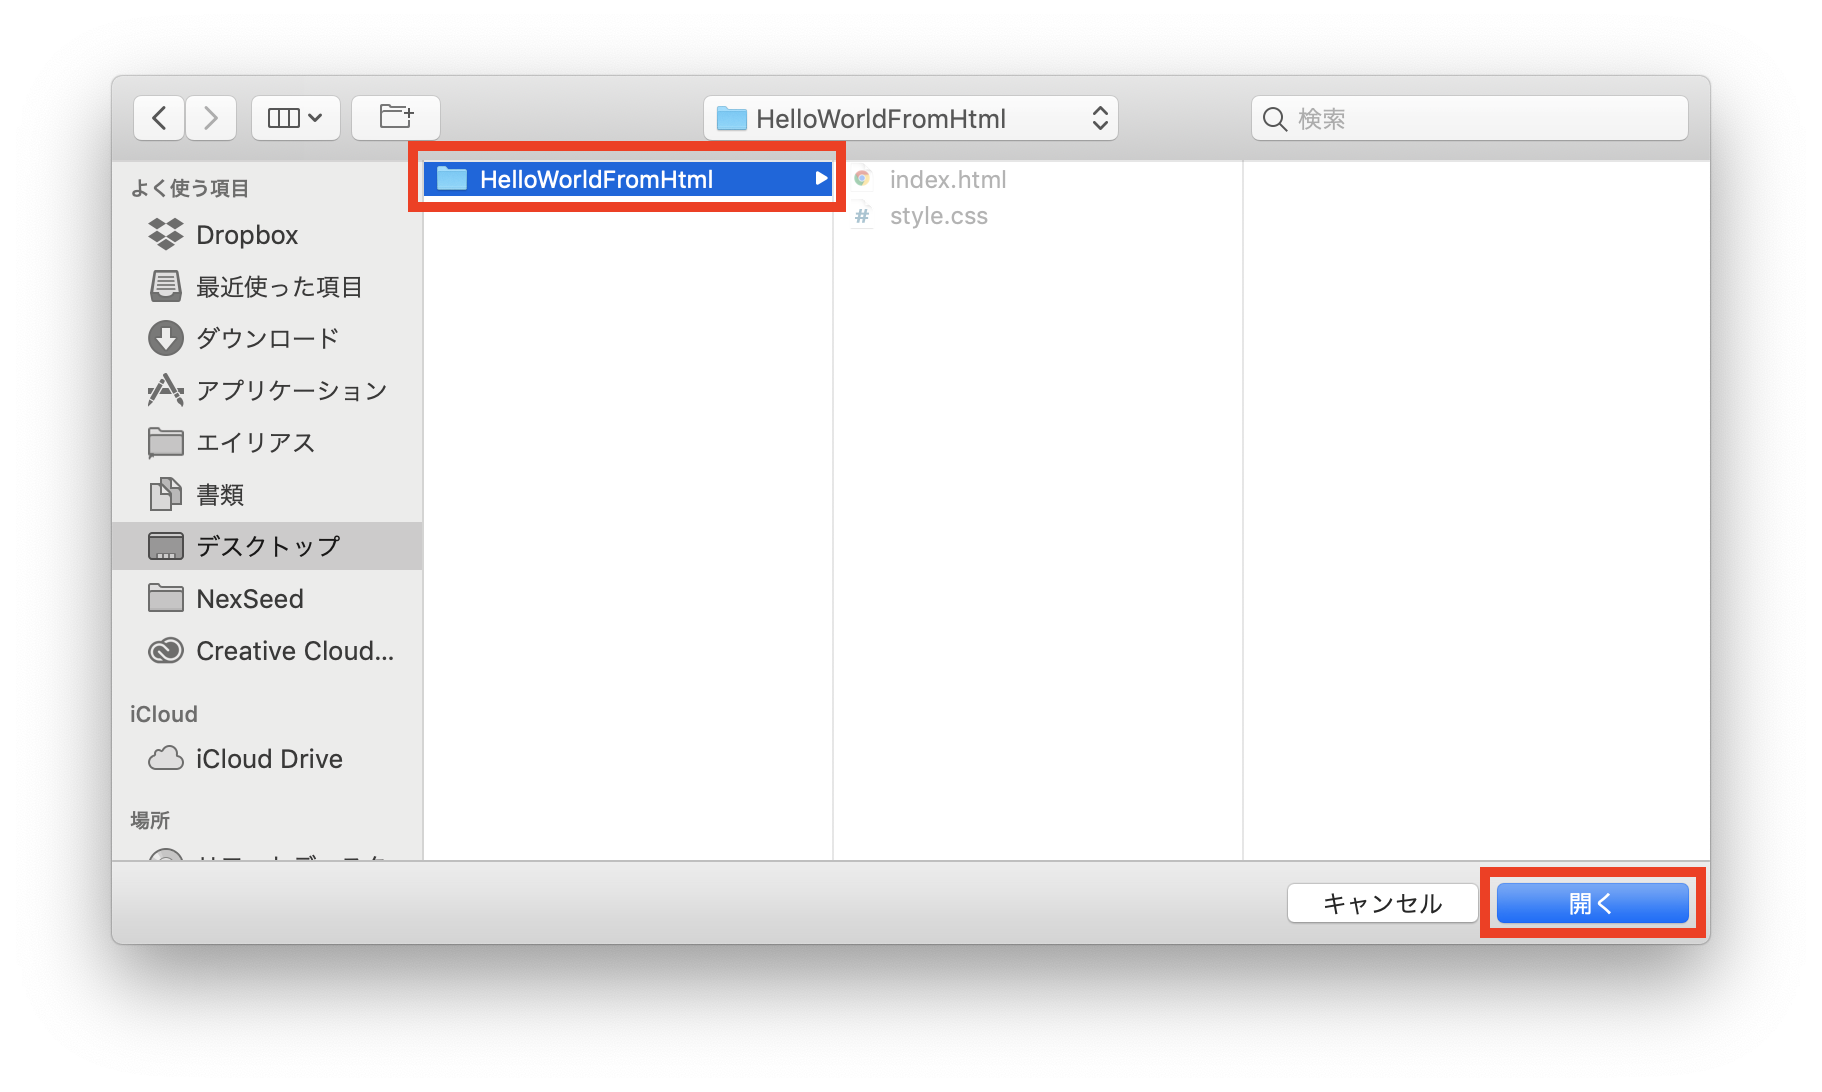 HelloWorldFromHtml
検索
よく使う項目
Dropbox
最近使った項目
ダウンロード
アプリケーション
エイリアス
書類
デスクトップ
NexSeed
Creative Cloud...
iCloud
iCloud Drive
場所
HelloWorldFromHtml
index.html
style.css
キャンセル
開く